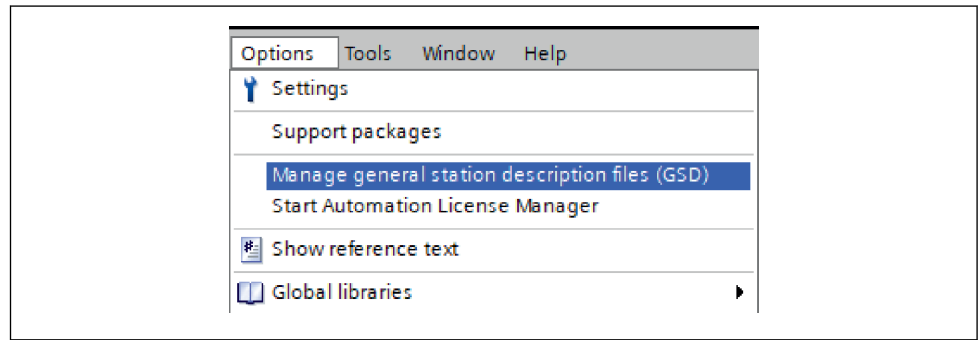 Options Tools Window Help
Settings
Support packages
Manage general station description files (GSD)
Start Automation License Manager
Show reference text
Global libraries